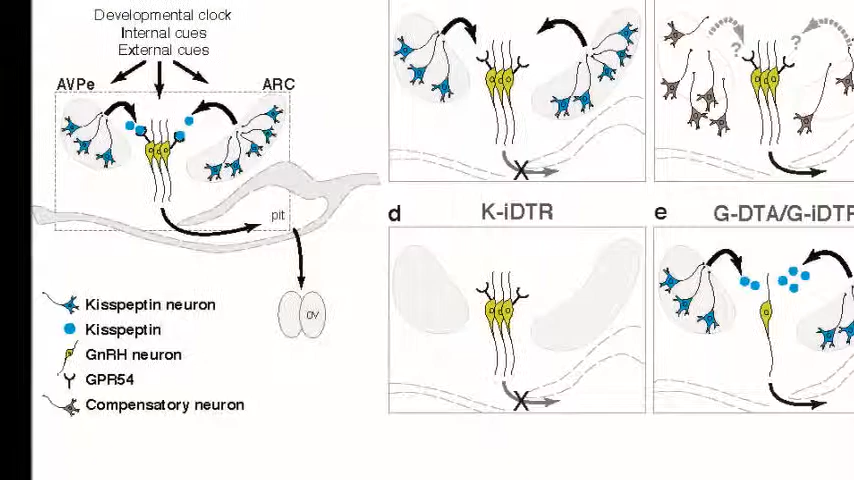 Developmental clock
Internal cues
External cues
AVPe
ARC
pit
ov
Kisspeptin neuron
Kisspeptin
GnRH neuron
GPR54
Compensatory neuron
X
?
?
d
K-iDTR
X
e
G-DTA/G-iDTF